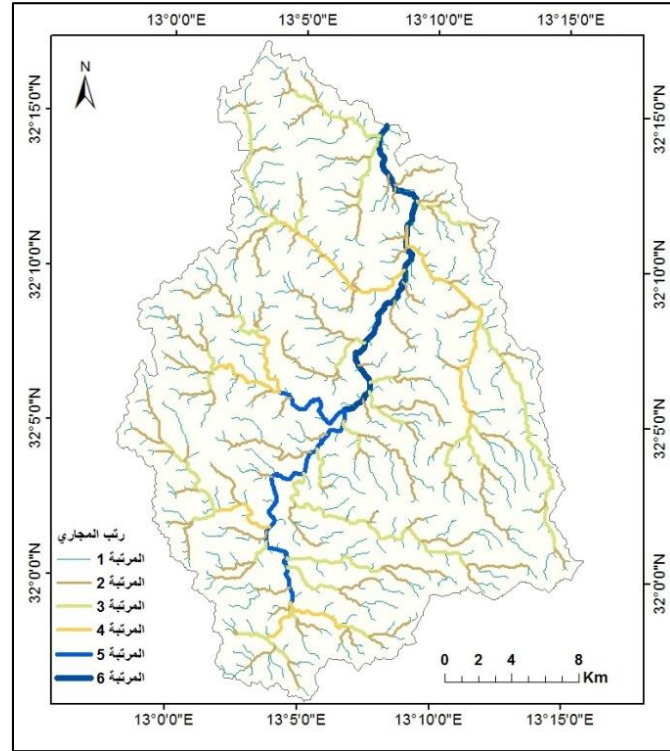 13°0'0"E 13°5'0"E 13°10'0"E 13°15'0"E
N
32°15'0"N 32°15'0"N
32°10'0"N 32°10'0"N
32°5'0"N 32°5'0"N
32°0'0"N 32°0'0"N
رتب المجاري
المرتبة 1
المرتبة 2
المرتبة 3
المرتبة 4
المرتبة 5
المرتبة 6
0 2 4 8
Km
13°0'0"E 13°5'0"E 13°10'0"E 13°15'0"E